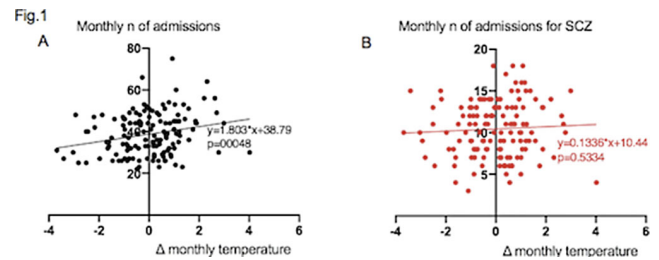 Fig.1
A
Monthly n of admissions
80
60
40
20
y=1.803*x+38.79
p=00048
-4
-2
0
2
4
6
Δ monthly temperature
B
Monthly n of admissions for SCZ
20
15
10
5
y=0.1336*x+10.44
p=0.5334
-4
-2
0
2
4
6
Δ monthly temperature